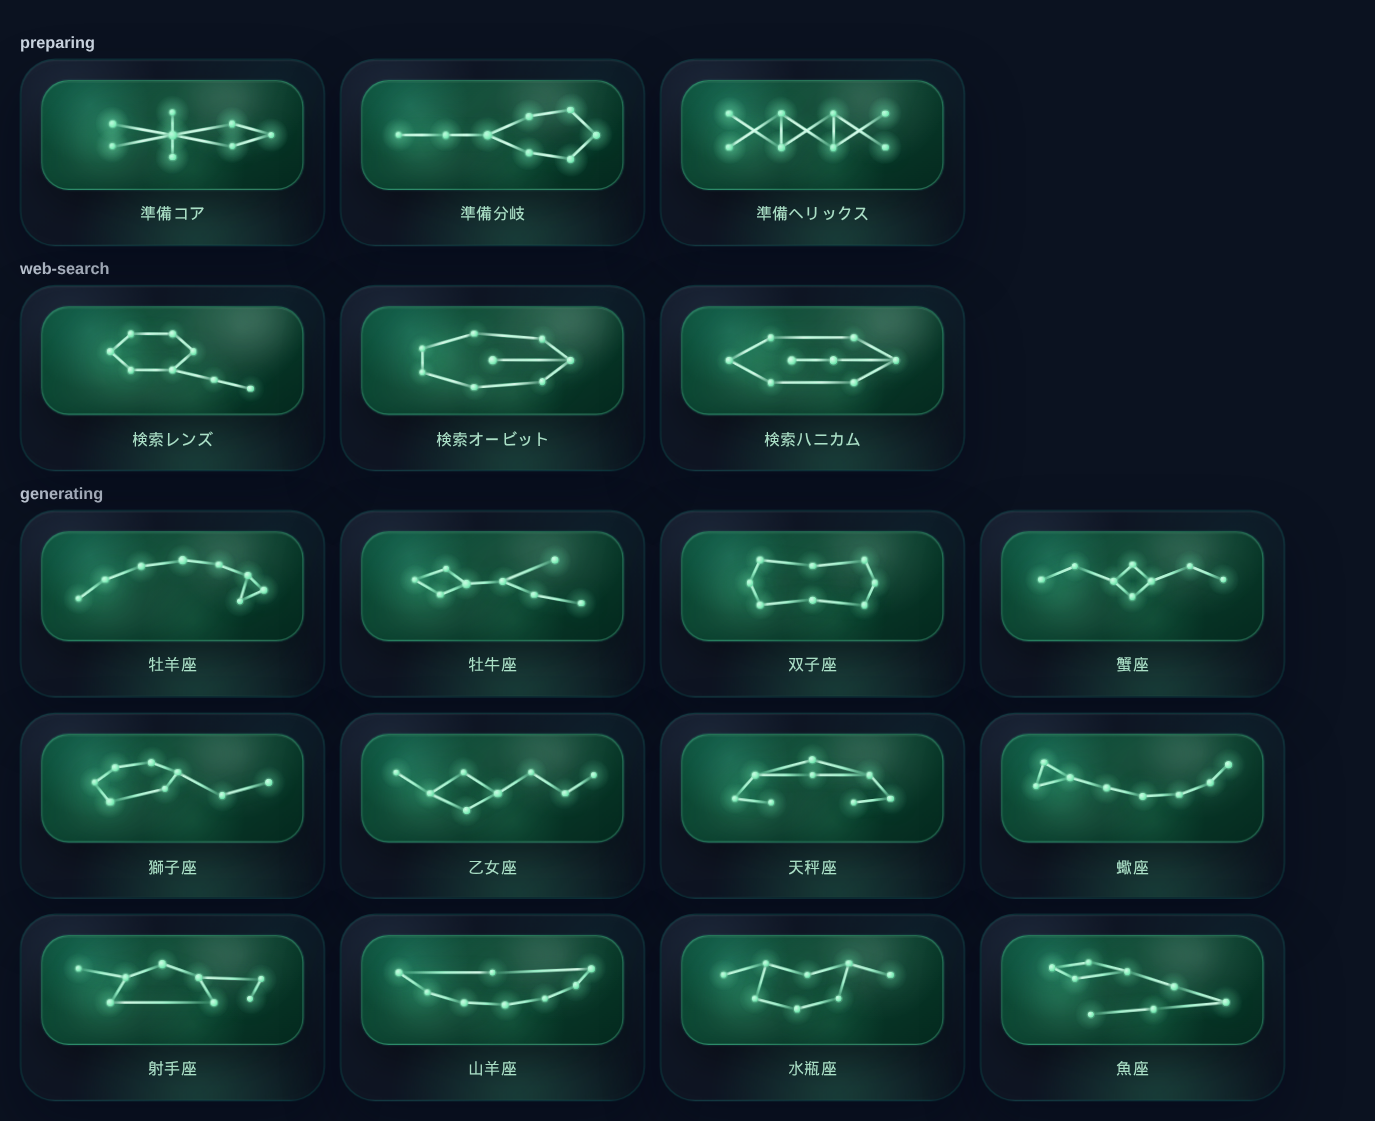 preparing
準備コア
準備分岐
準備ヘリックス
web-search
検索レンズ
検索オービット
検索ハニカム
generating
牡羊座
牡牛座
双子座
蟹座
獅子座
乙女座
天秤座
蠍座
射手座
山羊座
水瓶座
魚座